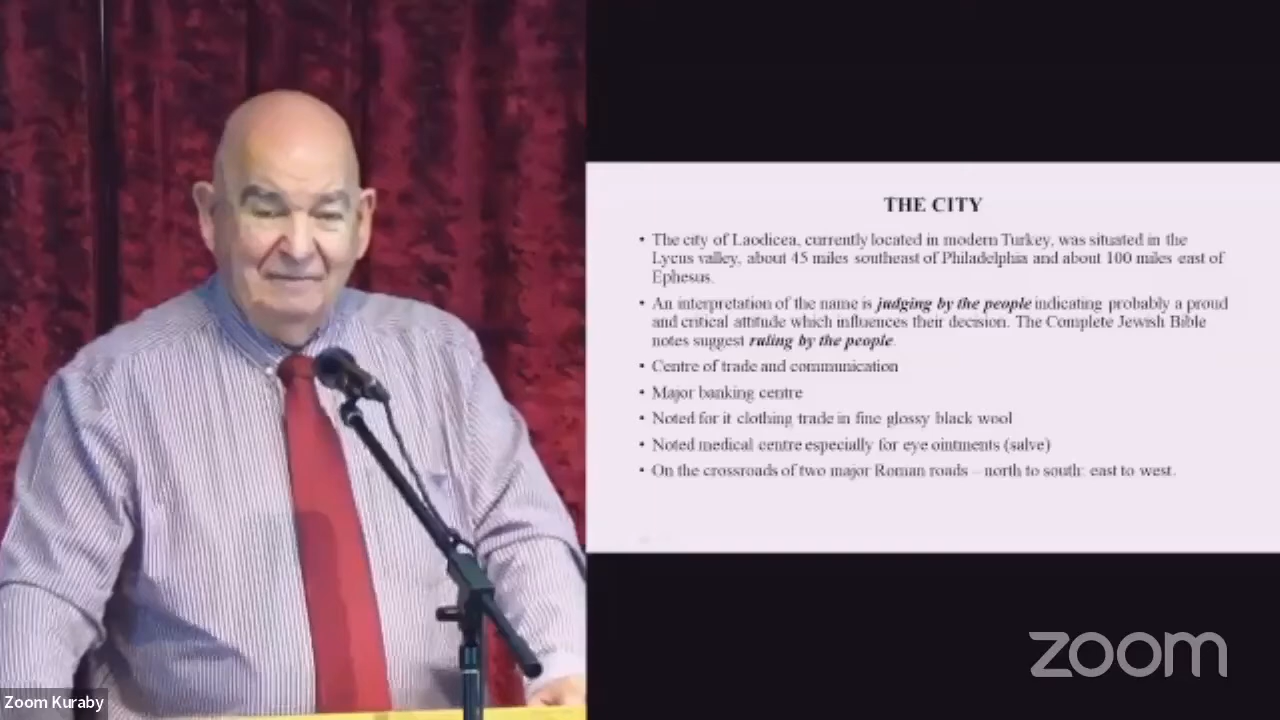 THE CITY
• The city of Laodicea, currently located in modern Turkey, was situated in the
Lycus valley, about 45 miles southeast of Philadelphia and about 100 miles east of
Ephesus.
• An interpretation of the name is judging by the people indicating probably a proud
and critical attitude which influences their decision. The Complete Jewish Bible
notes suggest ruling by the people.
• Centre of trade and communication
• Major banking centre
• Noted for it clothing trade in fine glossy black wool
• Noted medical centre especially for eye ointments (salve)
• On the crossroads of two major Roman roads – north to south: east to west.
zoom
Zoom Kuraby